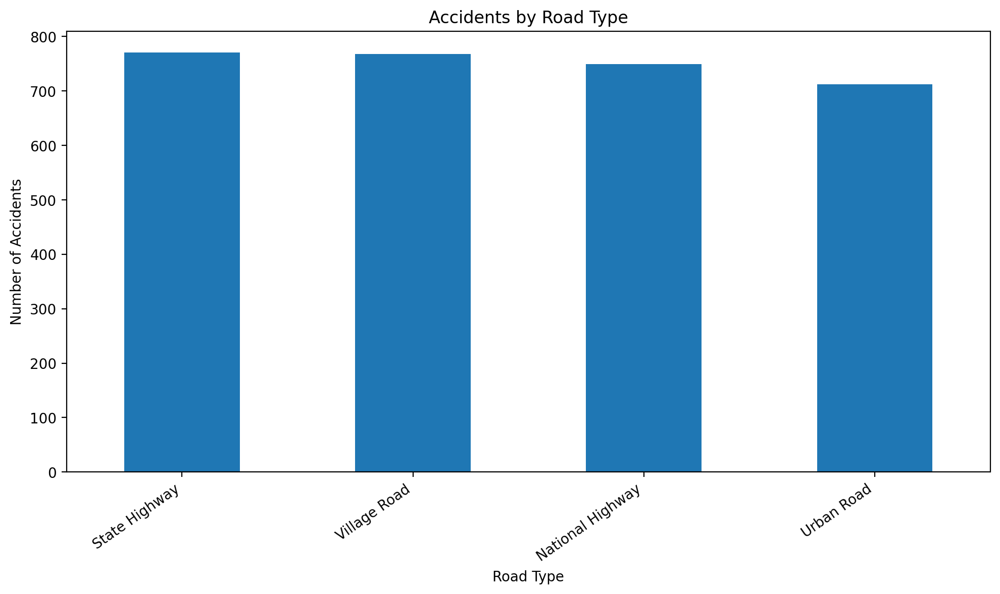 Accidents by Road Type
800
700
600
500
400
300
200
100
0
Number of Accidents
State Highway
Village Road
National Highway
Urban Road
Road Type